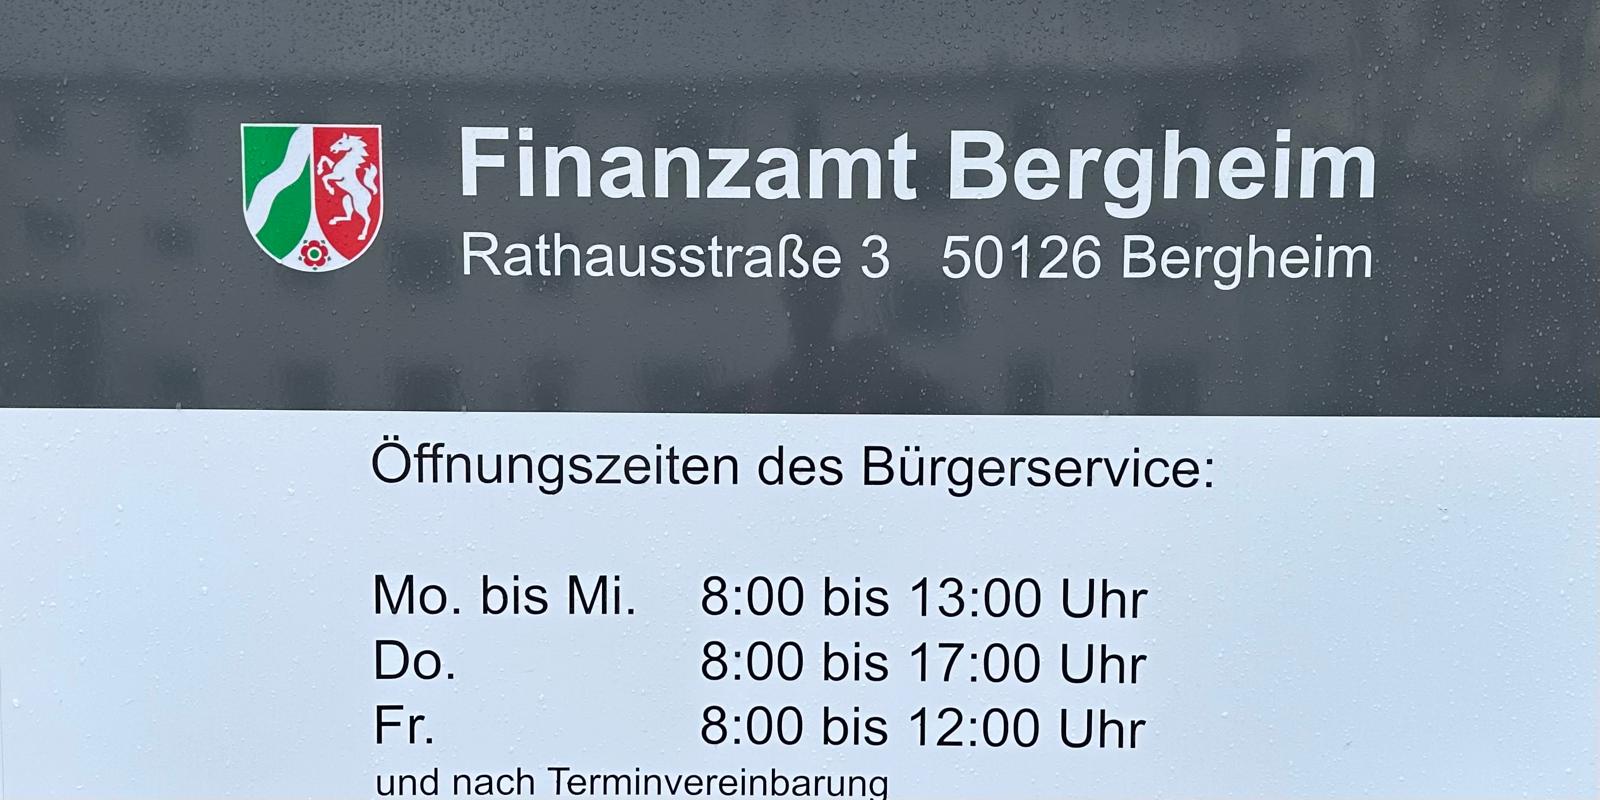 Finanzamt Bergheim
Rathausstraße 3 50126 Bergheim
Öffnungszeiten des Bürgerservice:
Mo. bis Mi. 8:00 bis 13:00 Uhr
Do. 8:00 bis 17:00 Uhr
Fr. 8:00 bis 12:00 Uhr
und nach Terminvereinbarung